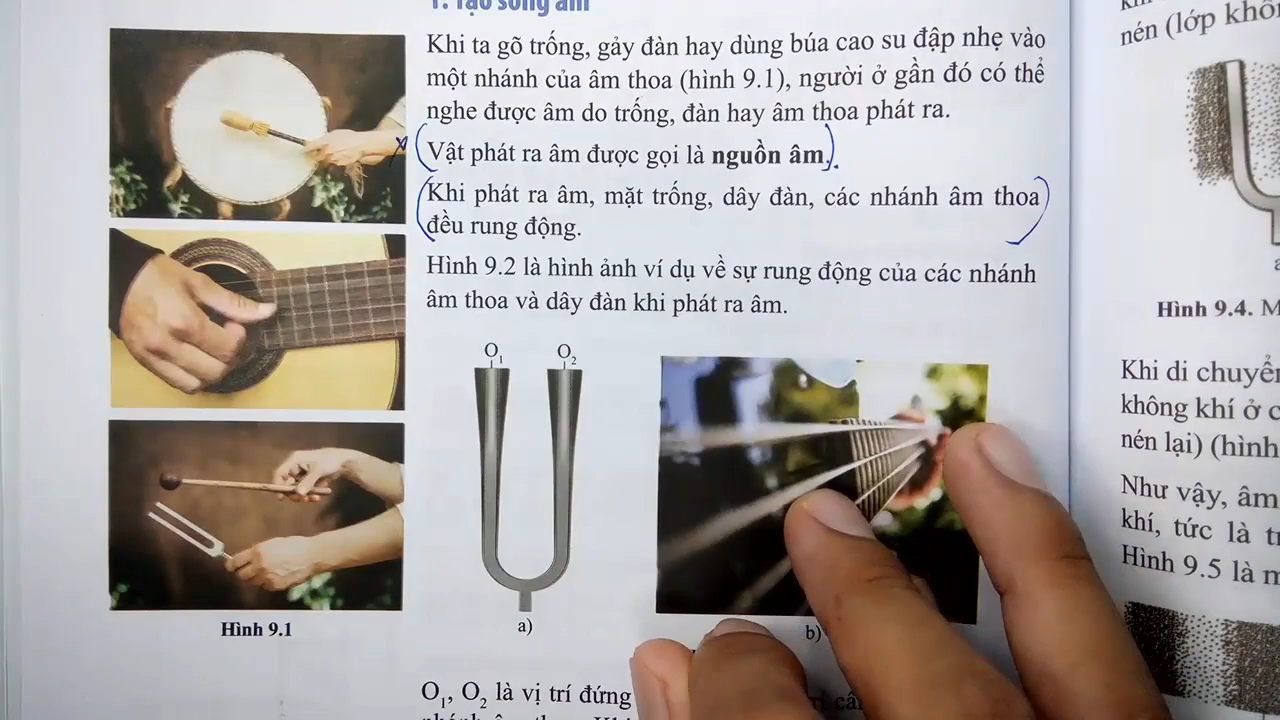 1. Tạo sóng âm
Khi ta gõ trống, gảy đàn hay dùng búa cao su đập nhẹ vào
một nhánh của âm thoa (hình 9.1), người ở gần đó có thể
nghe được âm do trống, đàn hay âm thoa phát ra.
Vật phát ra âm được gọi là nguồn âm.
Khi phát ra âm, mặt trống, dây đàn, các nhánh âm thoa
đều rung động.
Hình 9.2 là hình ảnh ví dụ về sự rung động của các nhánh
âm thoa và dây đàn khi phát ra âm.
O₁ O₂
Hình 9.1
a)
b)
O₁, O₂ là vị trí đứng
nén (lớp
Hình 9.4. M
Khi di
không khí ở
nén lại) (hình
Như vậy, âm
khí, tức là
Hình 9.5 là